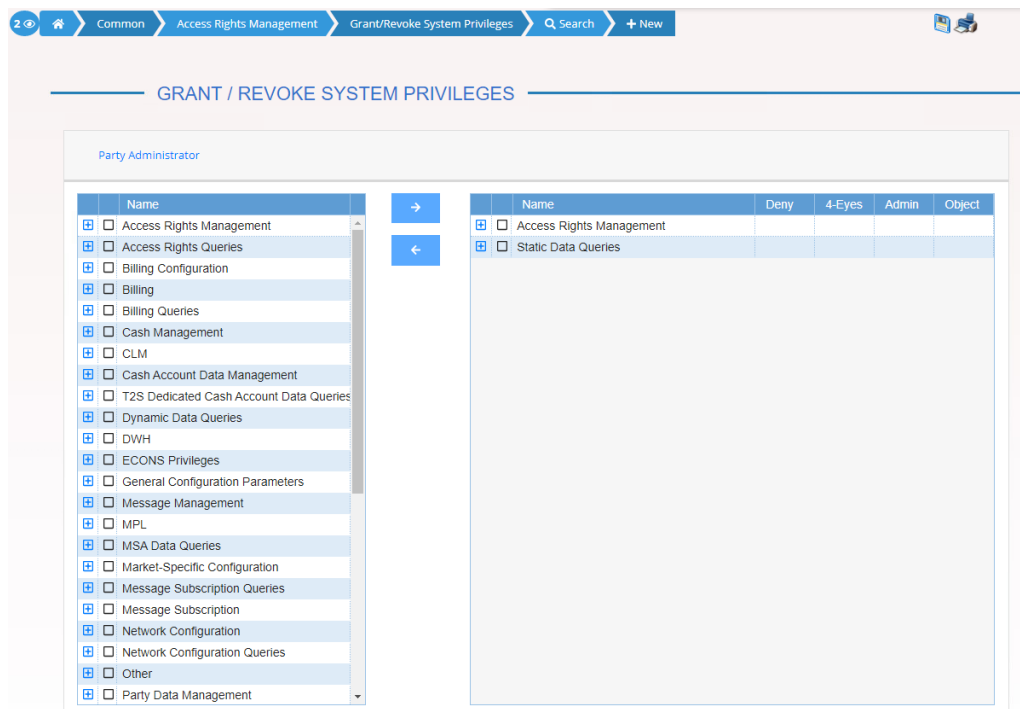 2 Common Access Rights Management Grant/Revoke System Privileges Search + New
GRANT / REVOKE SYSTEM PRIVILEGES
Party Administrator
Name
Access Rights Management
Access Rights Queries
Billing Configuration
Billing
Billing Queries
Cash Management
CLM
Cash Account Data Management
T2S Dedicated Cash Account Data Queries
Dynamic Data Queries
DWH
ECONS Privileges
General Configuration Parameters
Message Management
MPL
MSA Data Queries
Market-Specific Configuration
Message Subscription Queries
Message Subscription
Network Configuration
Network Configuration Queries
Other
Party Data Management
Name Deny 4-Eyes Admin Object
Access Rights Management
Static Data Queries